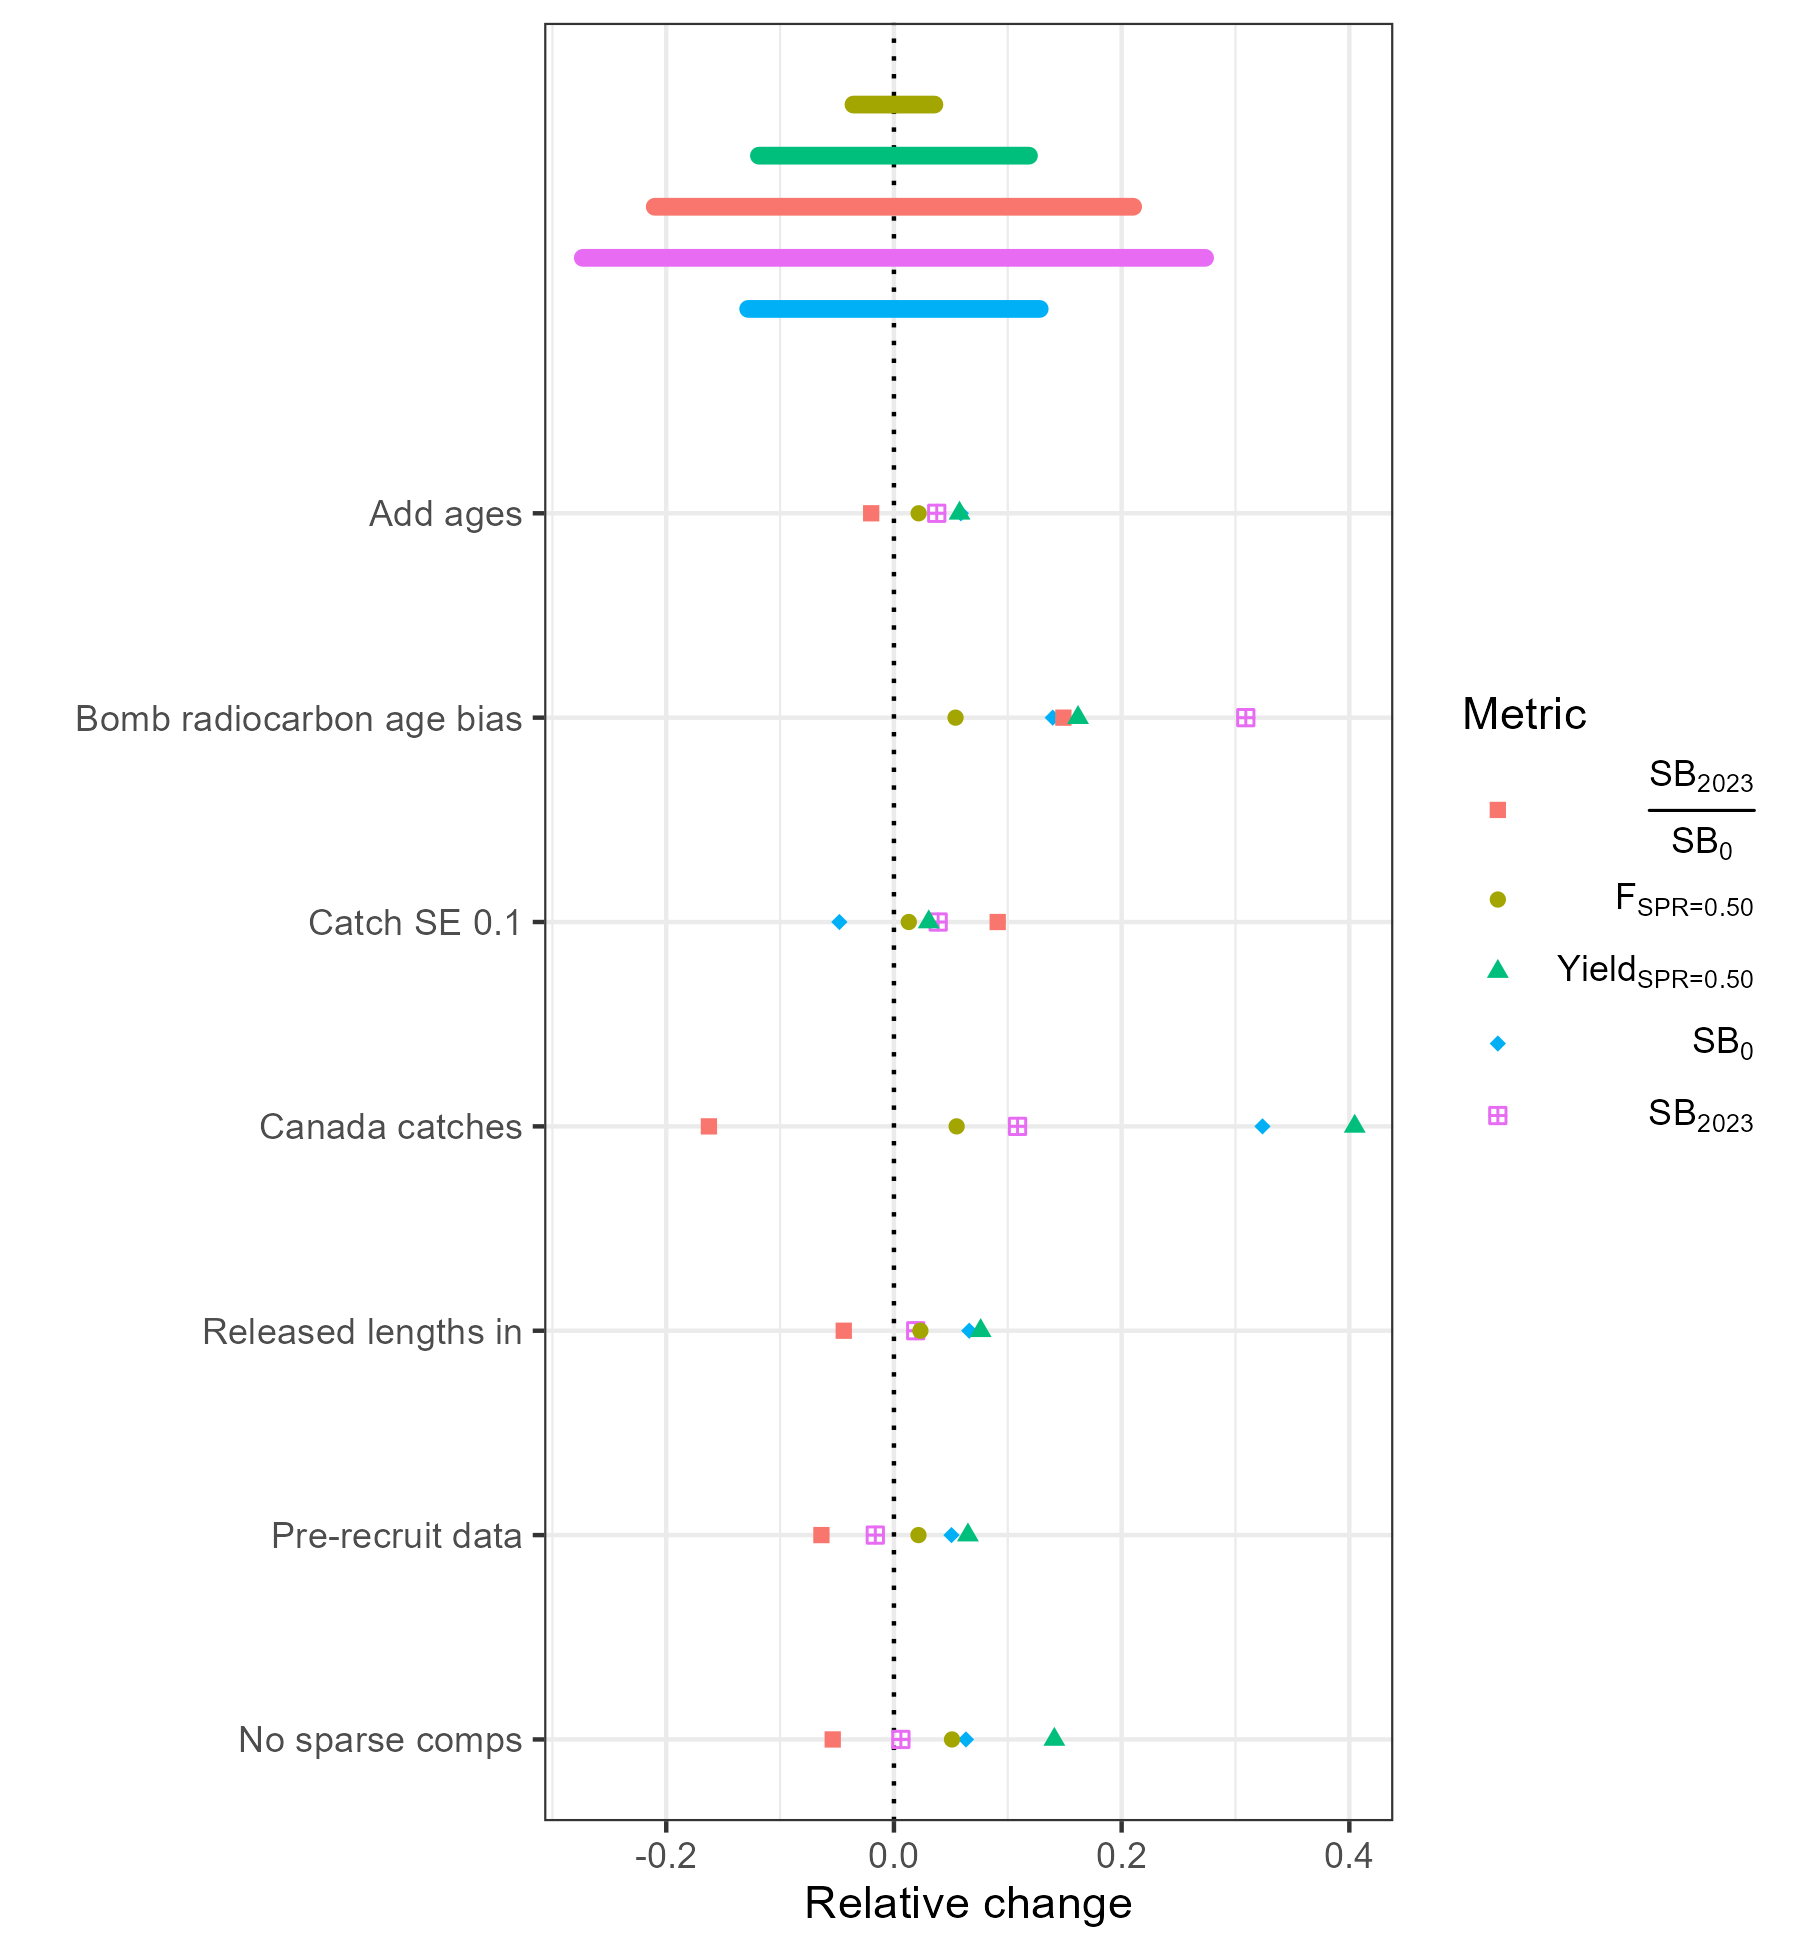 Add ages
Bomb radiocarbon age bias
Catch SE 0.1
Canada catches
Released lengths in
Pre-recruit data
No sparse comps
-0.2 0.0 0.2 0.4
Relative change
Metric
SB2023
SB0
FSPR=0.50
YieldSPR=0.50
SB0
SB2023